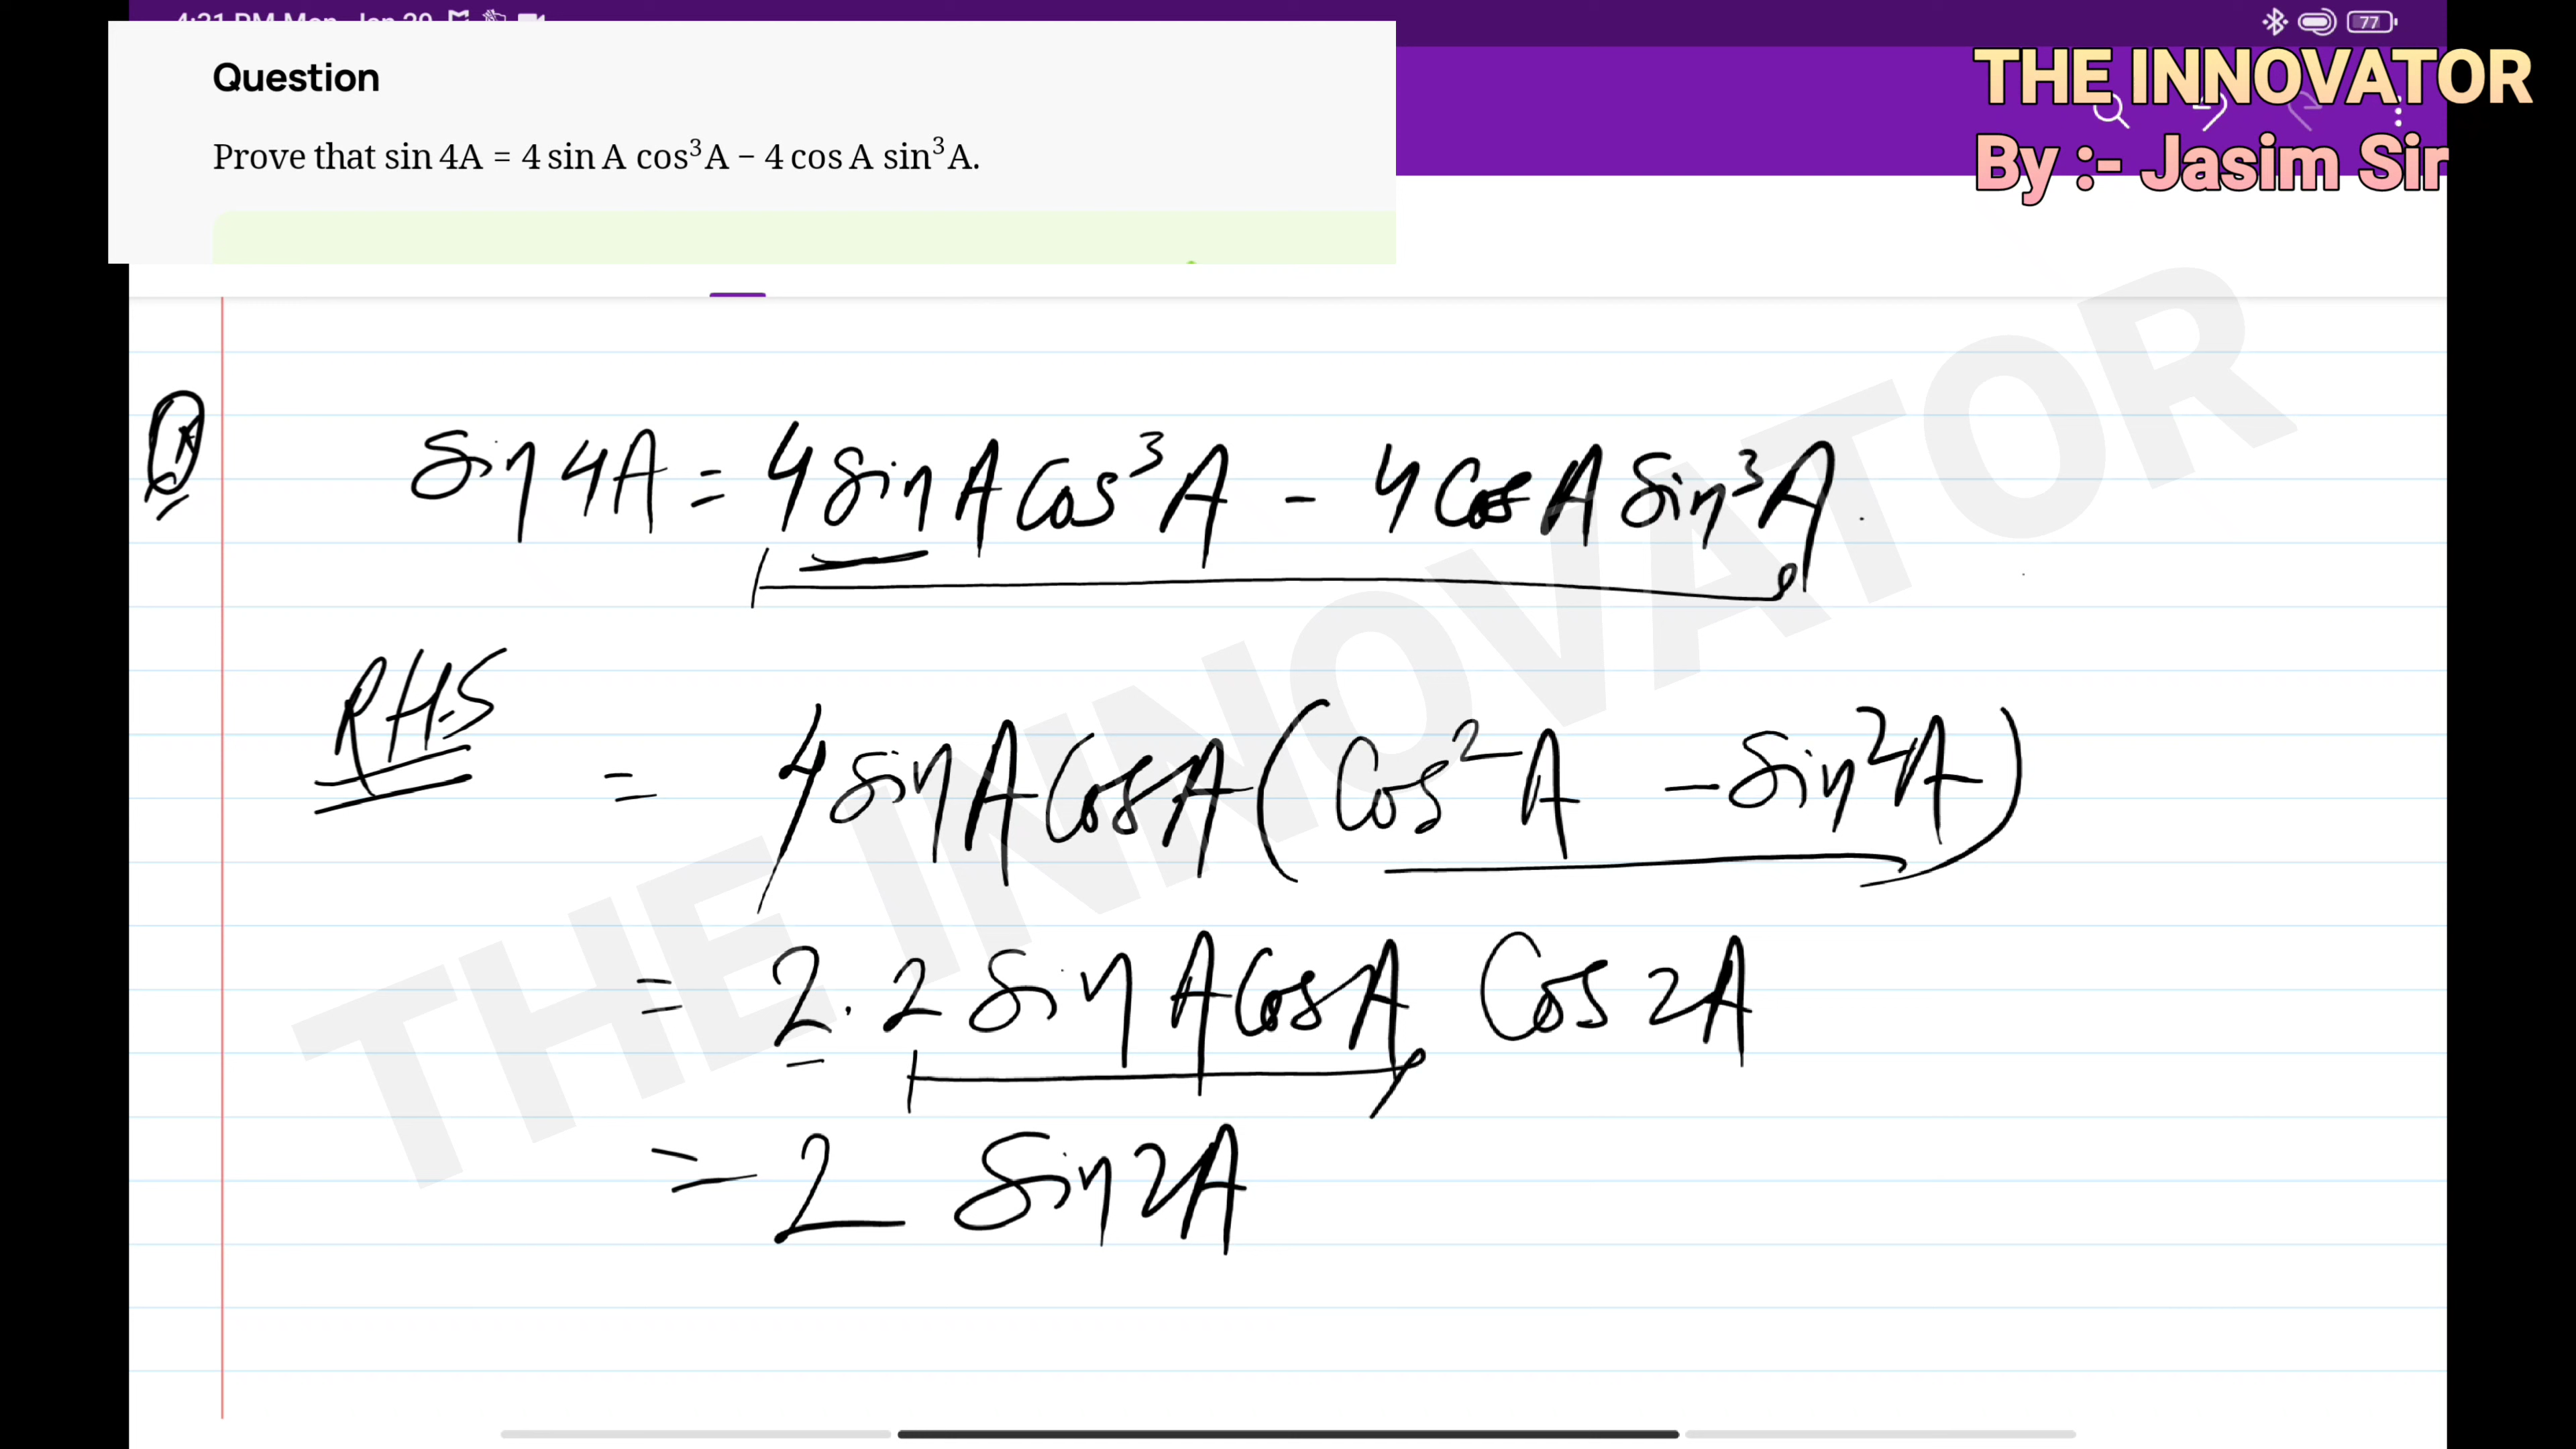 77
THE INNOVATOR
By :- Jasim Sir
Question
Prove that sin 4A = 4 sin A cos³A − 4 cos A sin³A.
Q
Sin 4A = 4 Sin A Cos³A - 4 Cos A Sin³A.
RHS
= 4 Sin A Cos A (Cos²A - Sin²A)
= 2 . 2 Sin A Cos A Cos 2A
= 2 Sin 2A
THE INNOVATOR